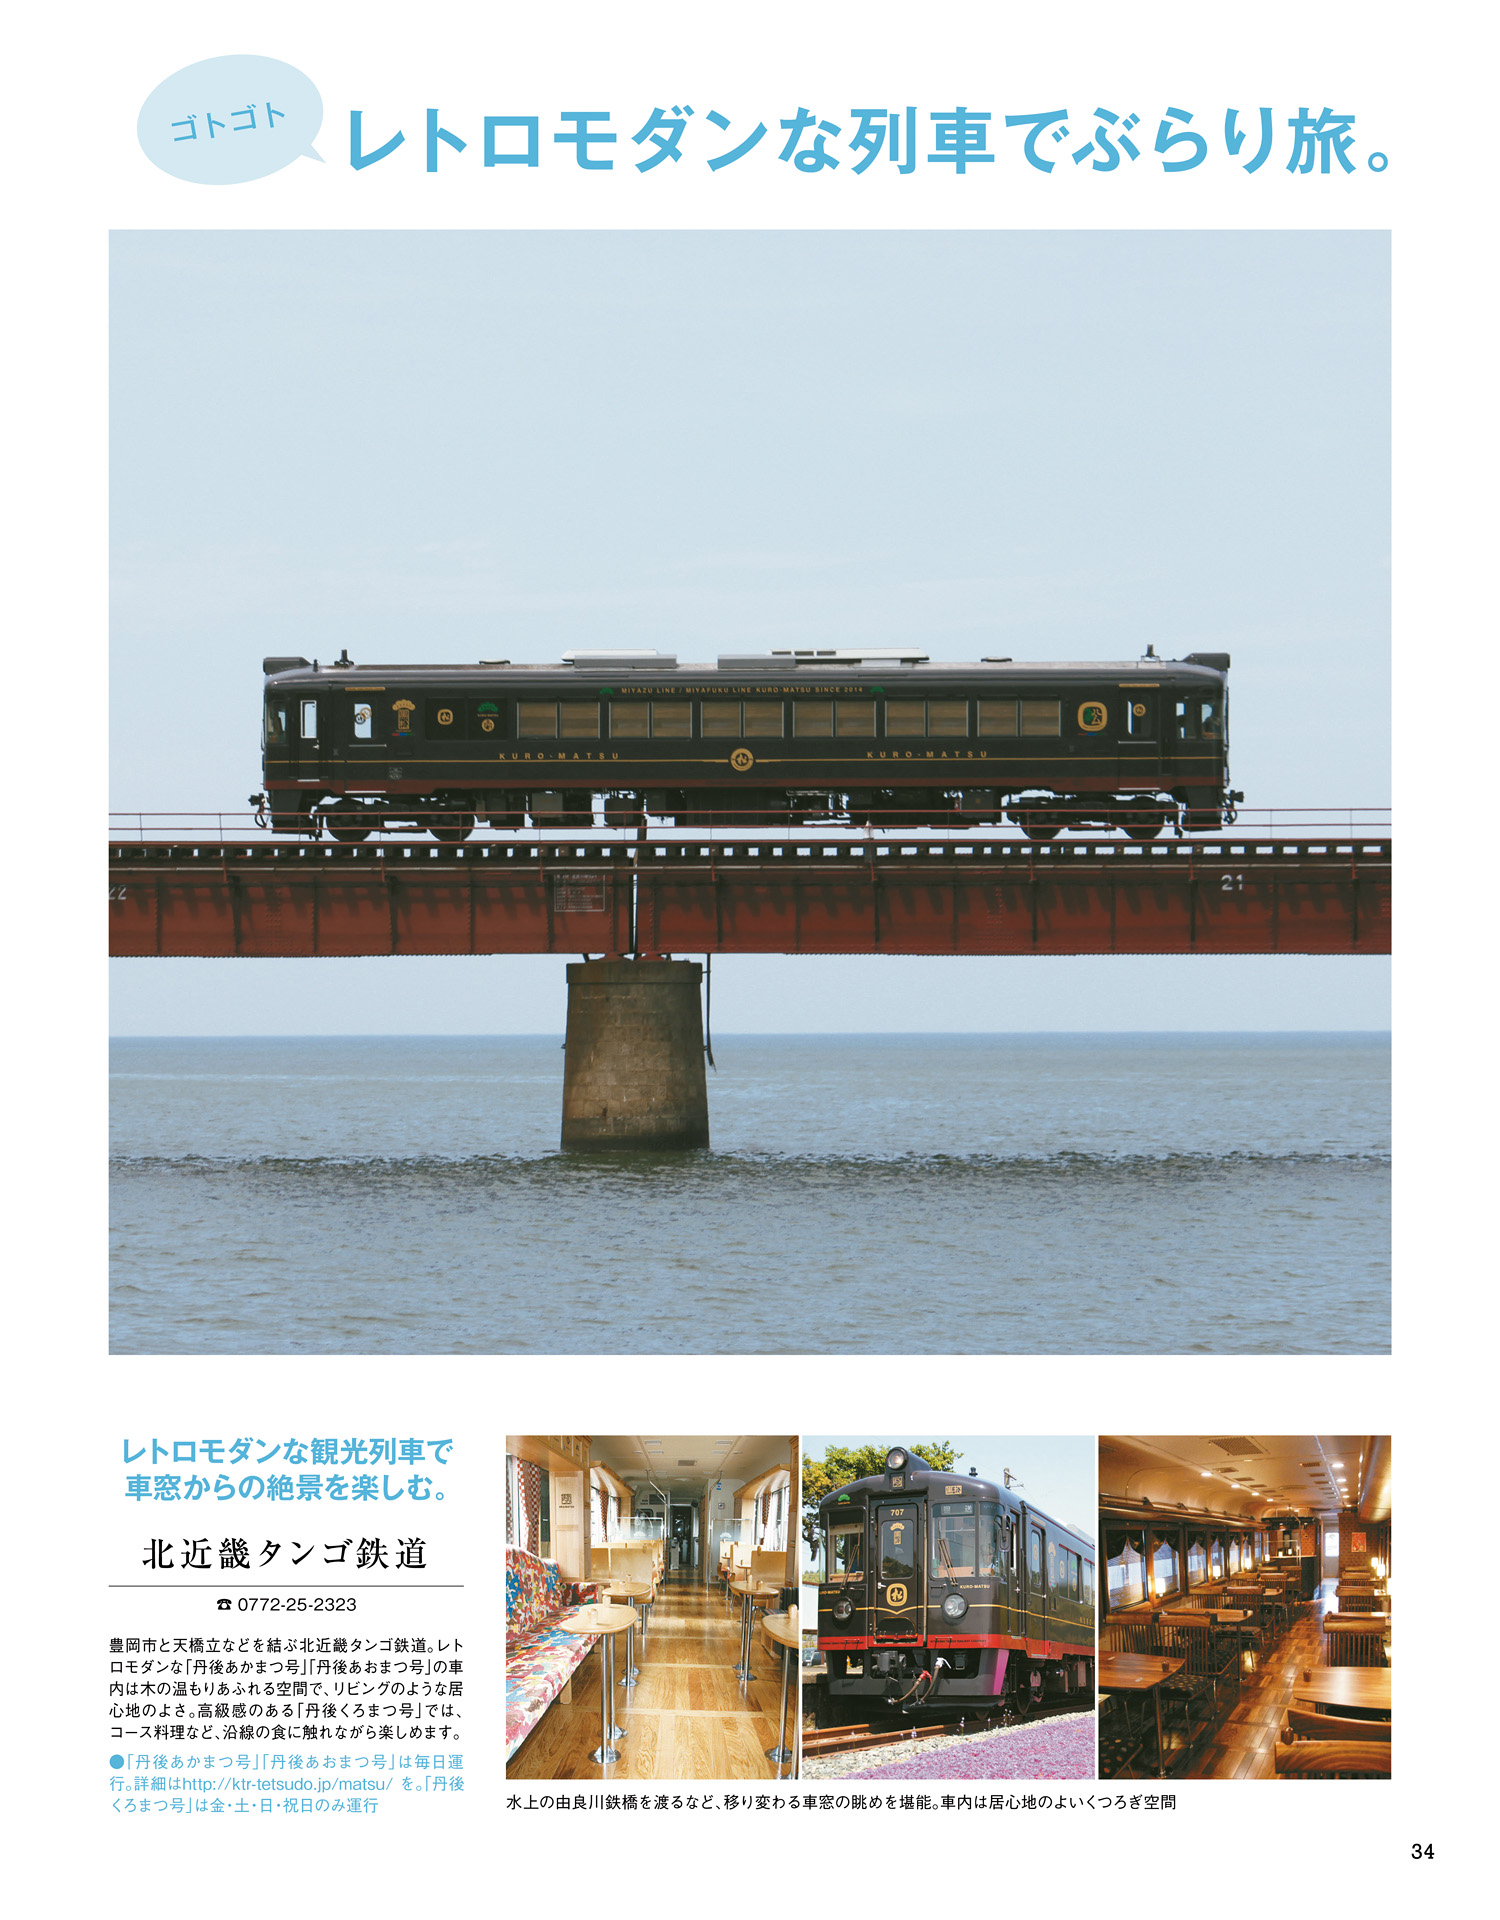 ゴトゴト
レトロモダンな列車でぶらり旅。
MIYAZU LINE / MIYAFUKU LINE KURO-MATSU SINCE 2014
KURO-MATSU
KURO-MATSU
22
21
レトロモダンな観光列車で
車窓からの絶景を楽しむ。
北近畿タンゴ鉄道
☎ 0772-25-2323
豊岡市と天橋立などを結ぶ北近畿タンゴ鉄道。レト
ロモダンな「丹後あかまつ号」「丹後あおまつ号」の車
内は木の温もりあふれる空間で、リビングのような居
心地のよさ。高級感のある「丹後くろまつ号」では、
コース料理など、沿線の食に触れながら楽しめます。
●「丹後あかまつ号」「丹後あおまつ号」は毎日運
行。詳細はhttp://ktr-tetsudo.jp/matsu/ を。「丹後
くろまつ号」は金・土・日・祝日のみ運行
707
KURO-MATSU
水上の由良川鉄橋を渡るなど、移り変わる車窓の眺めを堪能。車内は居心地のよいくつろぎ空間
34